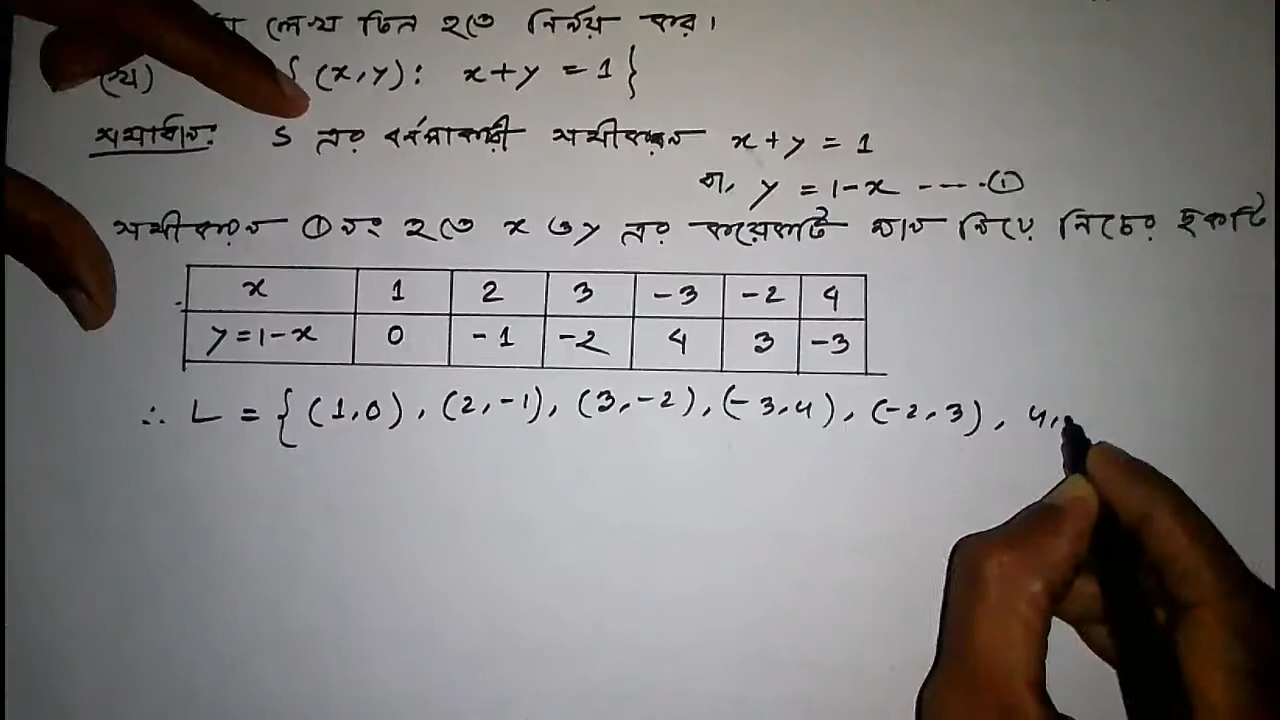 লেখ চিত্র হতে নির্ণয় কর।
(x,y): x+y = 1}
সমাধান: S এর বর্ণনাকারী সমীকরণ x+y = 1
বা, y = 1-x ----①
সমীকরণ ①নং হতে x ও y এর কয়েকটি মান নিয়ে নিচের ছকটি
x 1 2 3 -3 -2 4
y=1-x 0 -1 -2 4 3 -3
∴ L = {(1,0), (2,-1), (3,-2), (-3,4), (-2,3), 4,